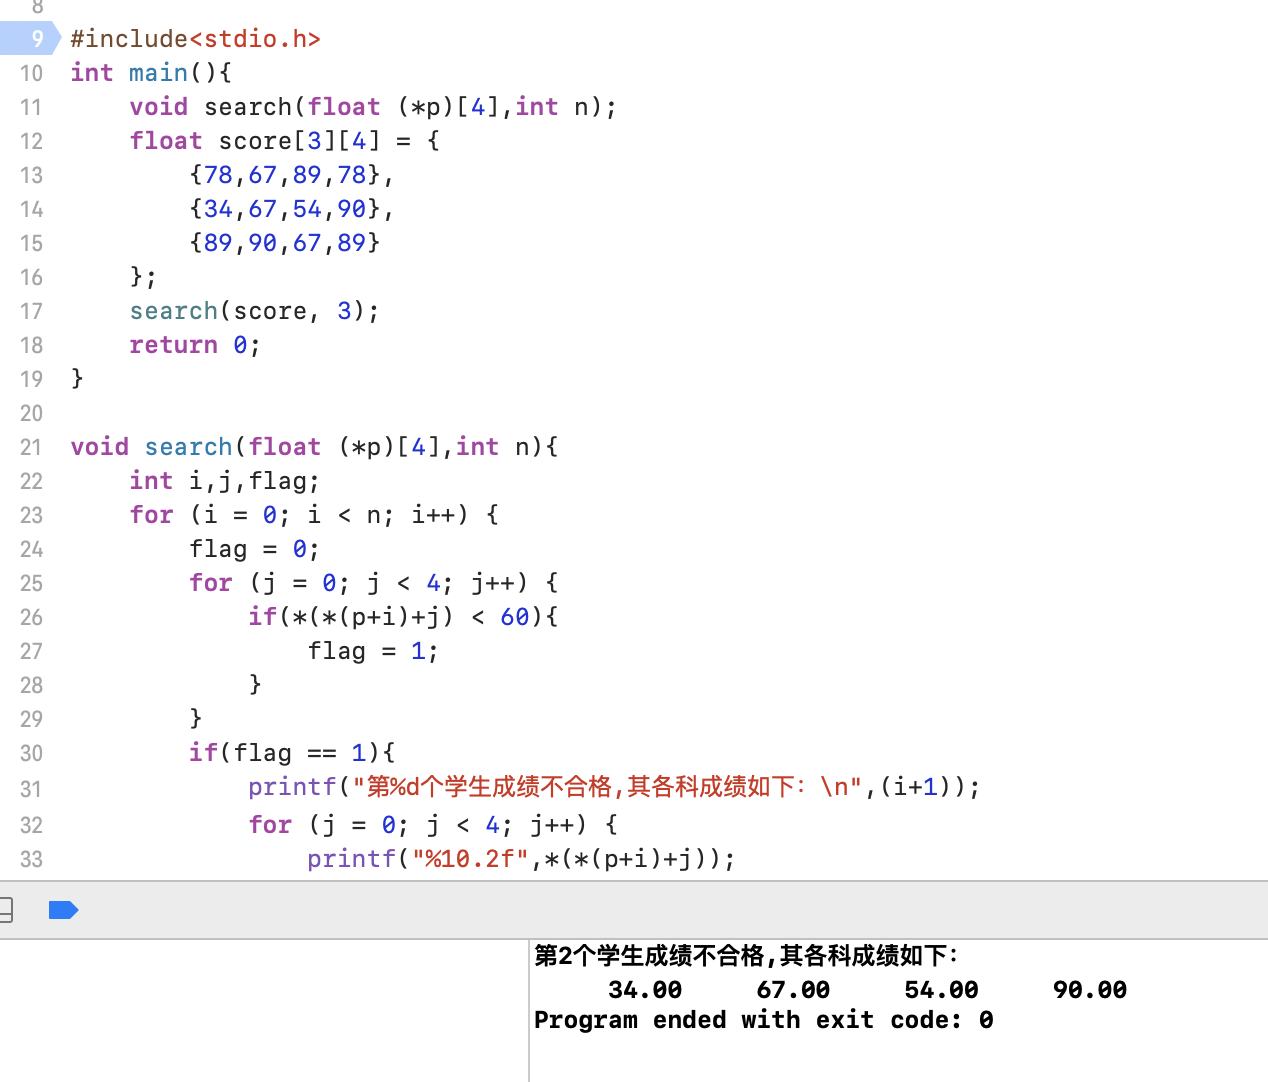 8
9 #include<stdio.h>
10 int main(){
11     void search(float (*p)[4],int n);
12     float score[3][4] = {
13         {78,67,89,78},
14         {34,67,54,90},
15         {89,90,67,89}
16     };
17     search(score, 3);
18     return 0;
19 }
20
21 void search(float (*p)[4],int n){
22     int i,j,flag;
23     for (i = 0; i < n; i++) {
24         flag = 0;
25         for (j = 0; j < 4; j++) {
26             if(*(*(p+i)+j) < 60){
27                 flag = 1;
28             }
29         }
30         if(flag == 1){
31             printf("第%d个学生成绩不合格,其各科成绩如下：\n",(i+1));
32             for (j = 0; j < 4; j++) {
33                 printf("%10.2f",*(*(p+i)+j));
第2个学生成绩不合格,其各科成绩如下：
     34.00     67.00     54.00     90.00
Program ended with exit code: 0